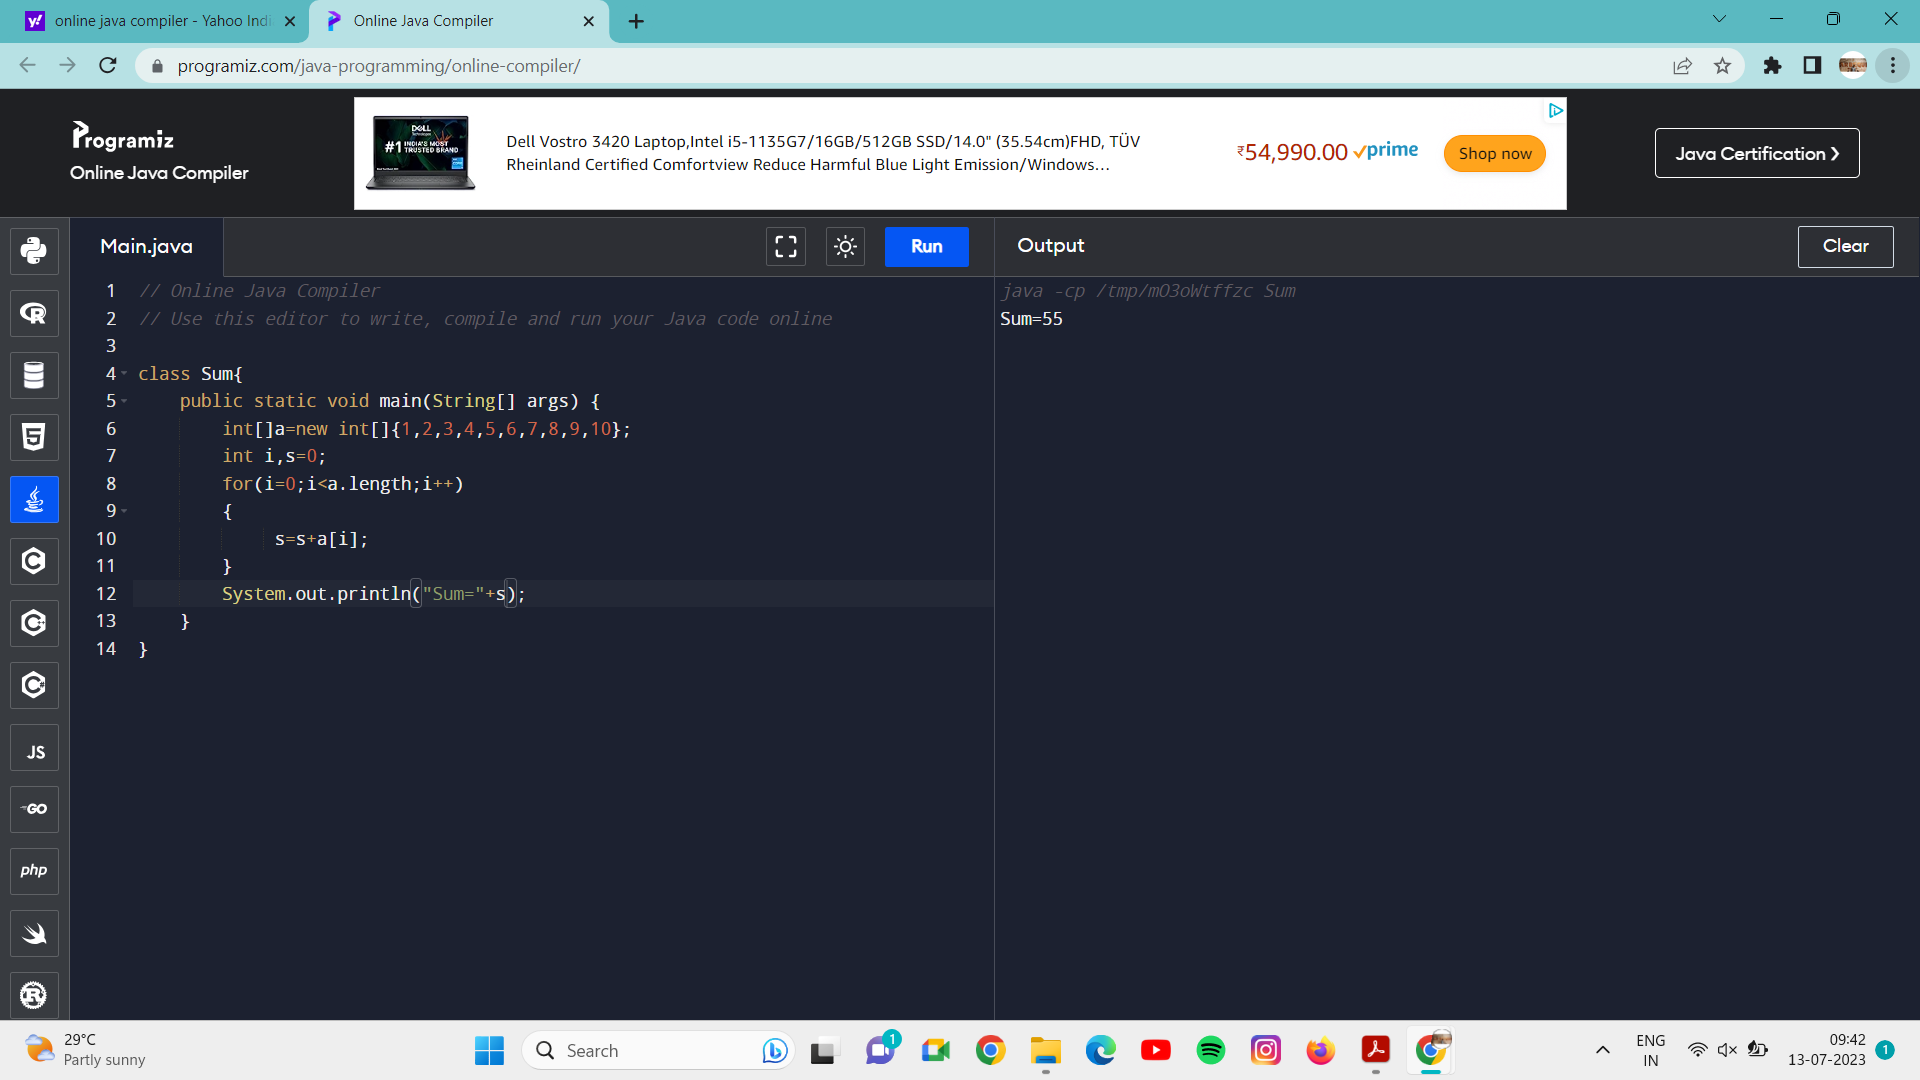 online java compiler - Yahoo Indi
Online Java Compiler
programiz.com/java-programming/online-compiler/
Programiz
Online Java Compiler
DELL Technologies
#1 INDIA'S MOST TRUSTED BRAND
Dell Vostro 3420 Laptop,Intel i5-1135G7/16GB/512GB SSD/14.0" (35.54cm)FHD, TÜV
Rheinland Certified Comfortview Reduce Harmful Blue Light Emission/Windows...
₹54,990.00 prime
Shop now
Java Certification ❯
Main.java
Run
Output
Clear
1 // Online Java Compiler
2 // Use this editor to write, compile and run your Java code online
3
4 class Sum{
5     public static void main(String[] args) {
6         int[]a=new int[]{1,2,3,4,5,6,7,8,9,10};
7         int i,s=0;
8         for(i=0;i<a.length;i++)
9         {
10             s=s+a[i];
11         }
12         System.out.println("Sum="+s);
13     }
14 }
java -cp /tmp/mO3oWtffzc Sum
Sum=55
R
5
C
C
C
JS
GO
php
R
29°C
Partly sunny
Search
1
ENG
IN
09:42
13-07-2023
1